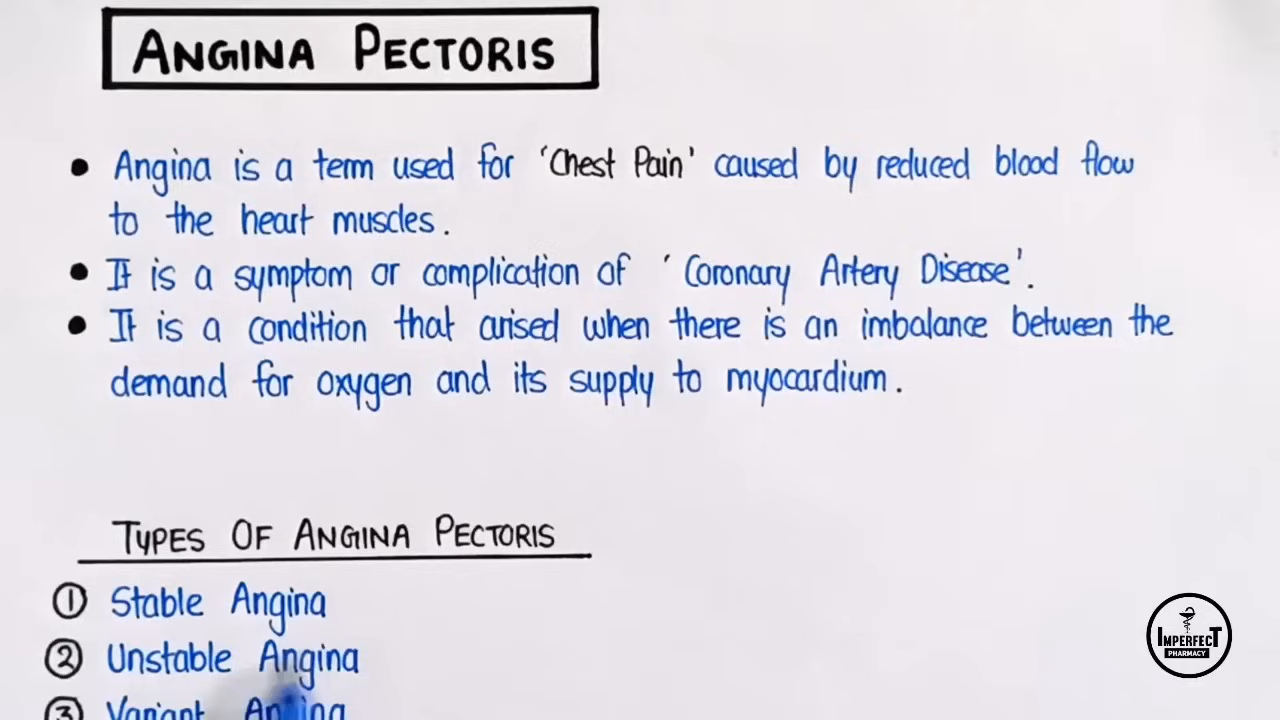 ANGINA PECTORIS
• Angina is a term used for 'Chest Pain' caused by reduced blood flow
to the heart muscles.
• It is a symptom or complication of 'Coronary Artery Disease'.
• It is a condition that arised when there is an imbalance between the
demand for oxygen and its supply to myocardium.
TYPES OF ANGINA PECTORIS
① Stable Angina
② Unstable Angina
③ Variant Angina
IMPERFECT
PHARMACY